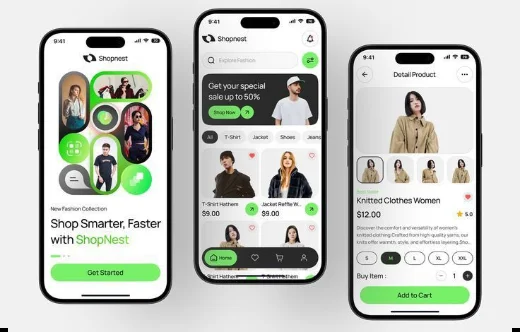 9:41
Shopnest
New Fashion Collection
Shop Smarter, Faster
with ShopNest
Get Started
9:41
Shopnest
Explore Fashion
Get your special
sale up to 50%
Shop Now
All T-Shirt Jacket Shoes Jeans
T-Shirt Hathem
$9.00
Jacket Reffle W...
$9.00
Home
9:41
Detail Product
Knitted Clothes Women
$12.00
5.0
Discover the comfort and versatility of women's
knitted clothing Crafted from high-quality yarns, our
knits offer warmth, style, and effortless layering.
S M L XL XXL
Buy Item :
− 1 +
Add to Cart